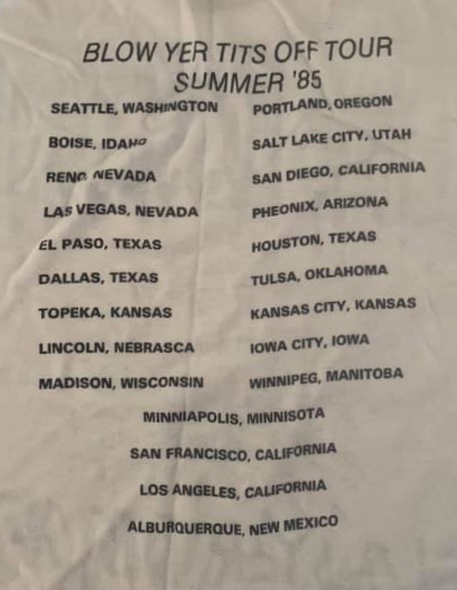 BLOW YER TITS OFF TOUR
SUMMER '85
SEATTLE, WASHINGTON PORTLAND, OREGON
BOISE, IDAHO SALT LAKE CITY, UTAH
RENO NEVADA SAN DIEGO, CALIFORNIA
LAS VEGAS, NEVADA PHEONIX, ARIZONA
EL PASO, TEXAS HOUSTON, TEXAS
DALLAS, TEXAS TULSA, OKLAHOMA
TOPEKA, KANSAS KANSAS CITY, KANSAS
LINCOLN, NEBRASCA IOWA CITY, IOWA
MADISON, WISCONSIN WINNIPEG, MANITOBA
MINNIAPOLIS, MINNISOTA
SAN FRANCISCO, CALIFORNIA
LOS ANGELES, CALIFORNIA
ALBURQUERQUE, NEW MEXICO